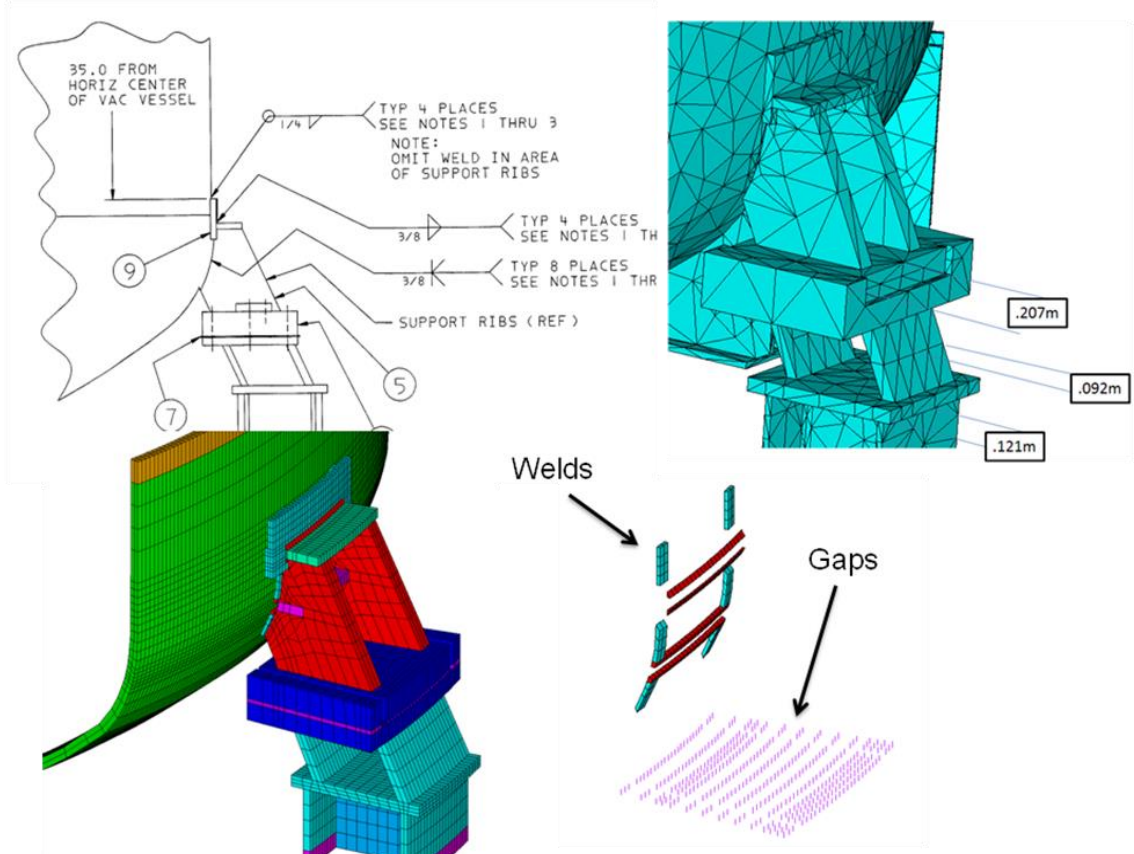 35.0 FROM
HORIZ CENTER
OF VAC VESSEL
1/4
TYP 4 PLACES
SEE NOTES 1 THRU 3
NOTE:
OMIT WELD IN AREA
OF SUPPORT RIBS
3/8
TYP 4 PLACES
SEE NOTES 1 TH
9
3/8
TYP 8 PLACES
SEE NOTES 1 THR
SUPPORT RIBS (REF)
5
7
.207m
.092m
.121m
Welds
Gaps